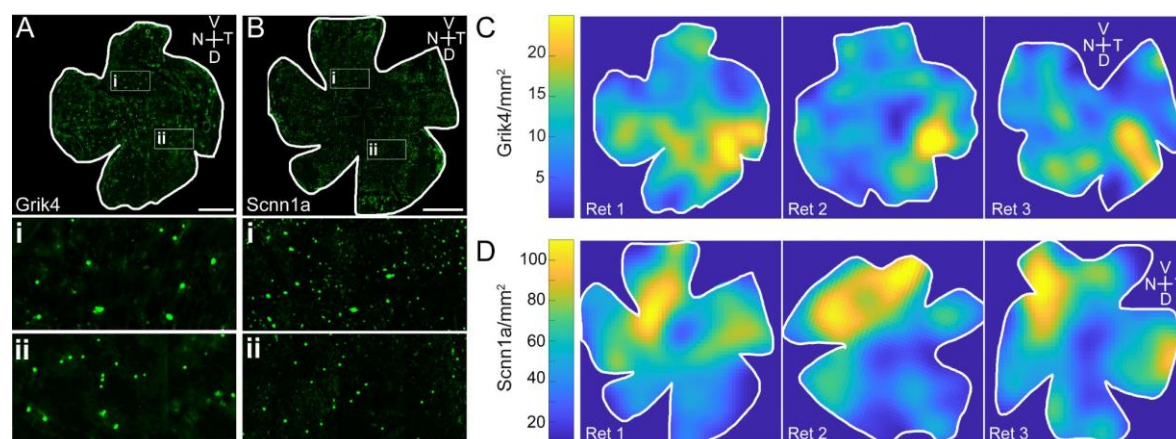 A
V
N T
D
i
ii
Grik4
i
ii
B
V
N T
D
i
ii
Scnn1a
i
ii
C
Grik4/mm²
20
15
10
5
Ret 1
Ret 2
V
N T
D
Ret 3
D
Scnn1a/mm²
100
80
60
40
20
Ret 1
Ret 2
V
N T
D
Ret 3